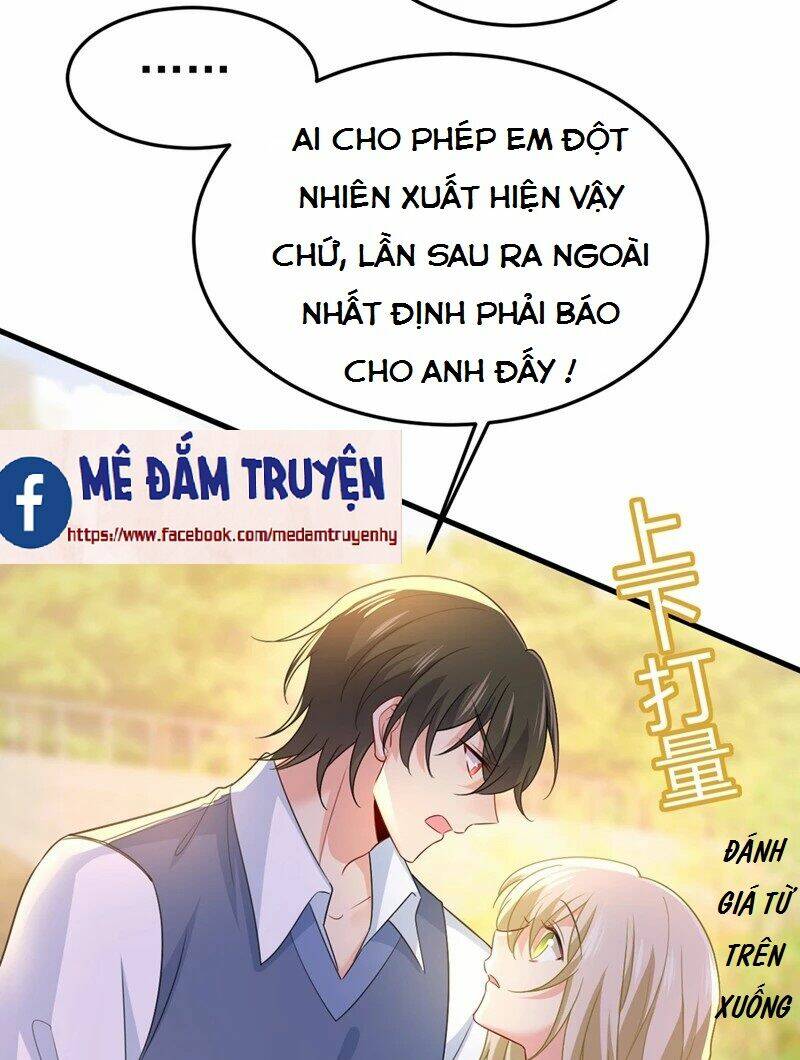 ......
AI CHO PHÉP EM ĐỘT
NHIÊN XUẤT HIỆN VẬY
CHỨ, LẦN SAU RA NGOÀI
NHẤT ĐỊNH PHẢI BÁO
CHO ANH ĐẤY !
f MÊ ĐẮM TRUYỆN
https://www.facebook.com/medamtruyenhy
上下打量
ĐÁNH
GIÁ TỪ
TRÊN
XUỐNG